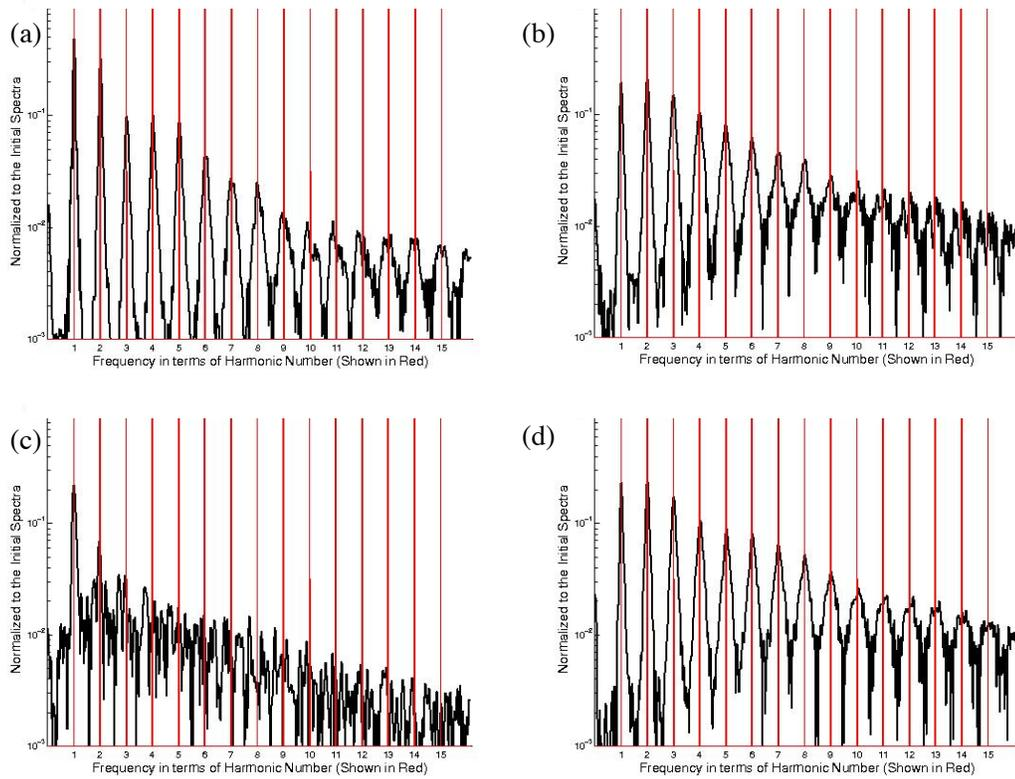 (a)
Normalized to the Initial Spectra
10⁻¹
10⁻²
10⁻³
1 2 3 4 5 6 7 8 9 10 11 12 13 14 15
Frequency in terms of Harmonic Number (Shown in Red)
(b)
Normalized to the Initial Spectra
10⁻¹
10⁻²
10⁻³
1 2 3 4 5 6 7 8 9 10 11 12 13 14 15
Frequency in terms of Harmonic Number (Shown in Red)
(c)
Normalized to the Initial Spectra
10⁻¹
10⁻²
10⁻³
1 2 3 4 5 6 7 8 9 10 11 12 13 14 15
Frequency in terms of Harmonic Number (Shown in Red)
(d)
Normalized to the Initial Spectra
10⁻¹
10⁻²
10⁻³
1 2 3 4 5 6 7 8 9 10 11 12 13 14 15
Frequency in terms of Harmonic Number (Shown in Red)